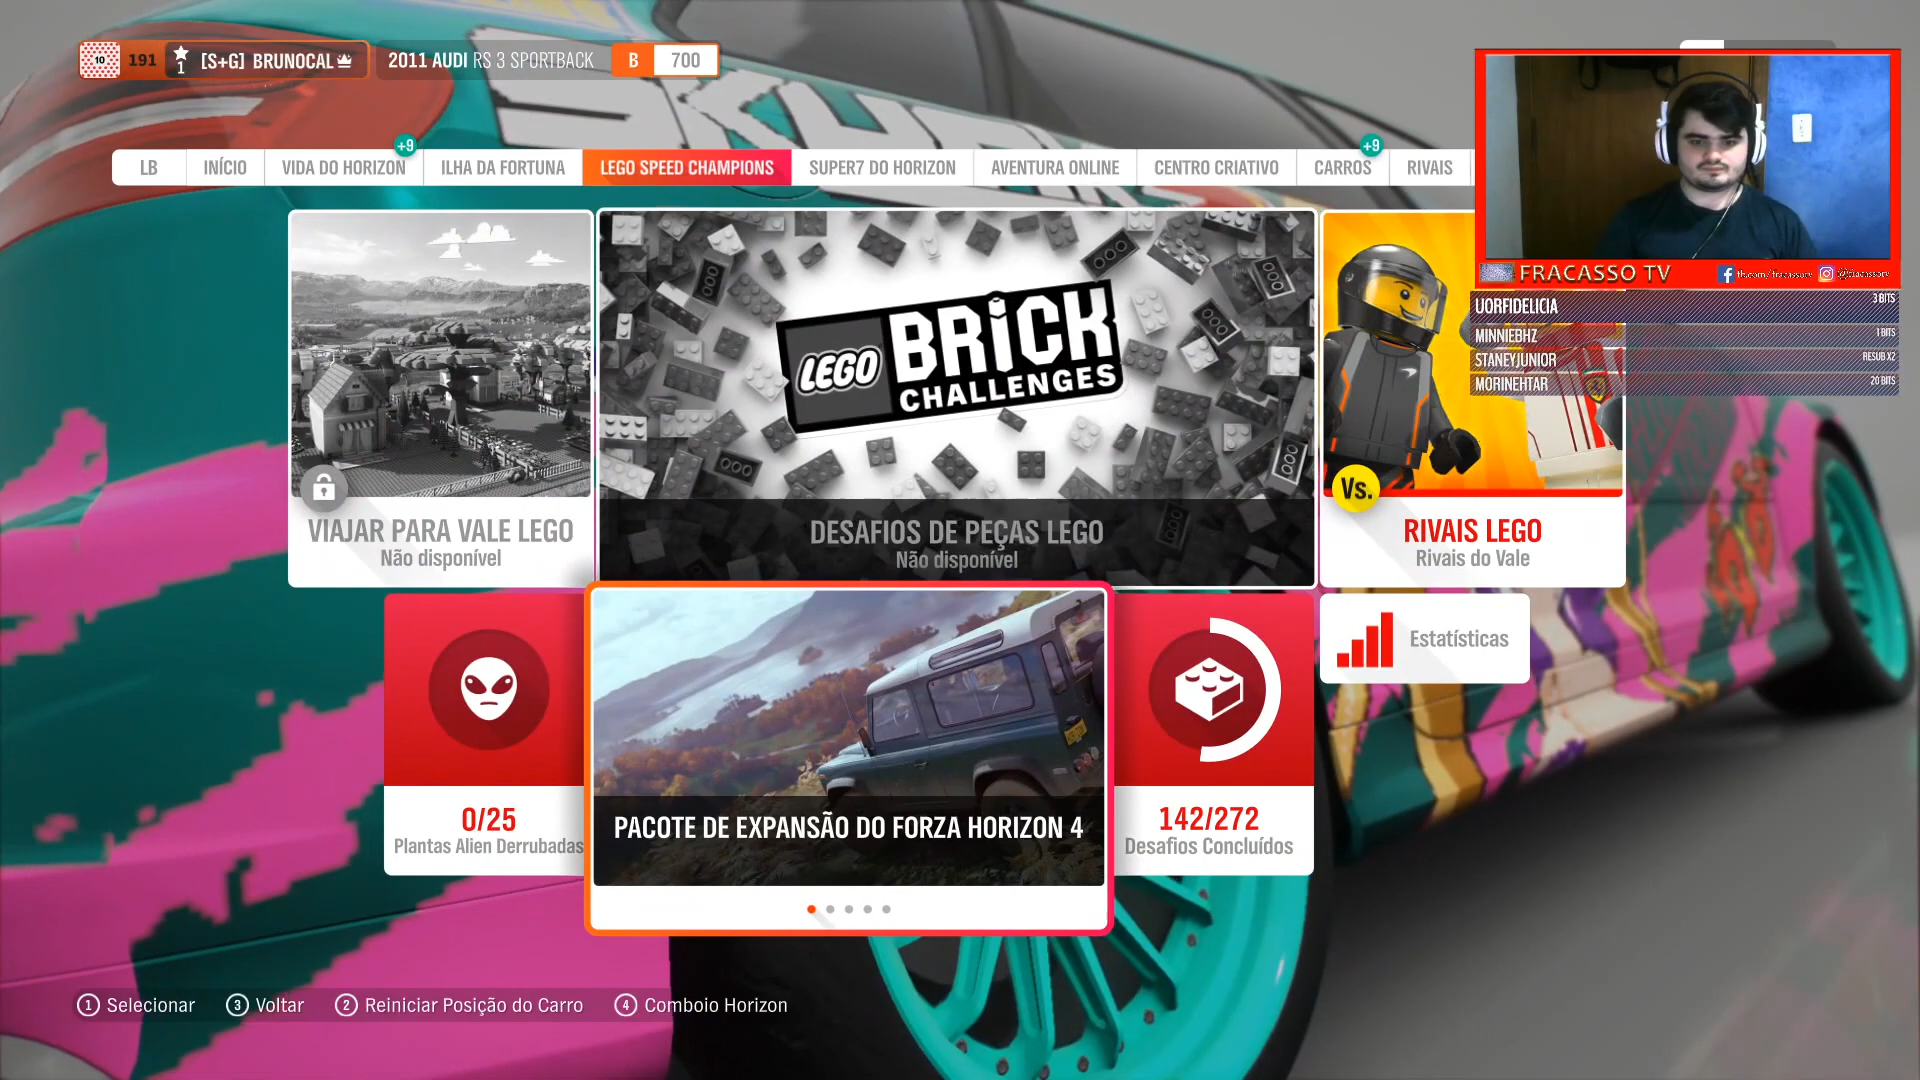 10 191 1 [S+G] BRUNOCAL 2011 AUDI RS 3 SPORTBACK B 700
LB INÍCIO VIDA DO HORIZON +9 ILHA DA FORTUNA LEGO SPEED CHAMPIONS SUPER7 DO HORIZON AVENTURA ONLINE CENTRO CRIATIVO CARROS +9 RIVAIS
FRACASSO TV fb.com/fracassotv @fracassotv
UORFIDELICIA 3 BITS
MINNIEBHZ 1 BITS
STANEYJUNIOR RESUB X2
MORINEHTAR 20 BITS
LEGO BRICK
CHALLENGES
Vs.
VIAJAR PARA VALE LEGO
Não disponível
DESAFIOS DE PEÇAS LEGO
Não disponível
RIVAIS LEGO
Rivais do Vale
0/25
Plantas Alien Derrubadas
PACOTE DE EXPANSÃO DO FORZA HORIZON 4
142/272
Desafios Concluídos
Estatísticas
1 Selecionar 3 Voltar 2 Reiniciar Posição do Carro 4 Comboio Horizon